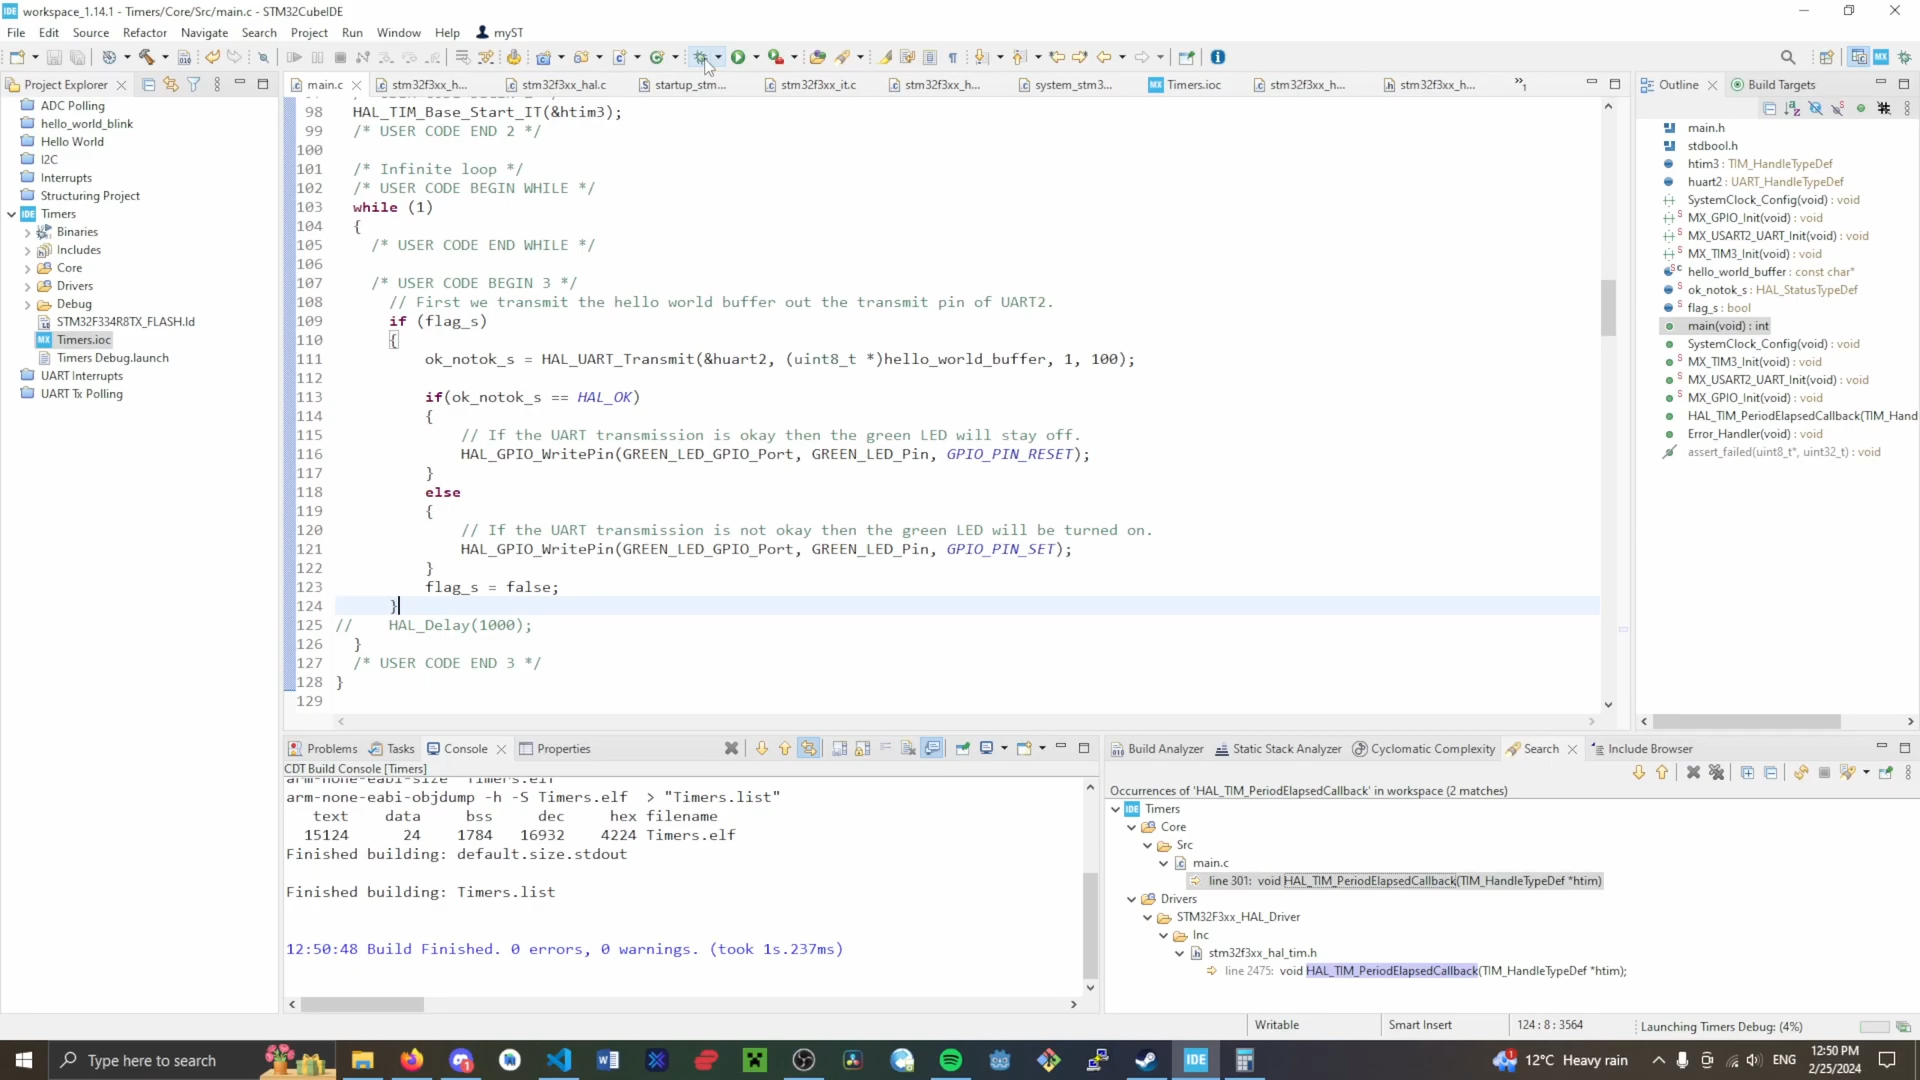 workspace_1.14.1 - Timers/Core/Src/main.c - STM32CubeIDE
File Edit Source Refactor Navigate Search Project Run Window Help myST
Project Explorer
ADC Polling
hello_world_blink
Hello World
I2C
Interrupts
Structuring Project
Timers
Binaries
Includes
Core
Drivers
Debug
STM32F334R8TX_FLASH.ld
Timers.ioc
Timers Debug.launch
UART Interrupts
UART Tx Polling
main.c stm32f3xx_h... stm32f3xx_hal.c startup_stm... stm32f3xx_it.c stm32f3xx_h... system_stm3... Timers.ioc stm32f3xx_h... stm32f3xx_h... 1
98 HAL_TIM_Base_Start_IT(&htim3);
99 /* USER CODE END 2 */
100
101 /* Infinite loop */
102 /* USER CODE BEGIN WHILE */
103 while (1)
104 {
105 /* USER CODE END WHILE */
106
107 /* USER CODE BEGIN 3 */
108 // First we transmit the hello world buffer out the transmit pin of UART2.
109 if (flag_s)
110 {
111 ok_notok_s = HAL_UART_Transmit(&huart2, (uint8_t *)hello_world_buffer, 1, 100);
112
113 if(ok_notok_s == HAL_OK)
114 {
115 // If the UART transmission is okay then the green LED will stay off.
116 HAL_GPIO_WritePin(GREEN_LED_GPIO_Port, GREEN_LED_Pin, GPIO_PIN_RESET);
117 }
118 else
119 {
120 // If the UART transmission is not okay then the green LED will be turned on.
121 HAL_GPIO_WritePin(GREEN_LED_GPIO_Port, GREEN_LED_Pin, GPIO_PIN_SET);
122 }
123 flag_s = false;
124 }
125 // HAL_Delay(1000);
126 }
127 /* USER CODE END 3 */
128 }
129
Outline Build Targets
main.h
stdbool.h
htim3 : TIM_HandleTypeDef
huart2 : UART_HandleTypeDef
SystemClock_Config(void) : void
MX_GPIO_Init(void) : void
MX_USART2_UART_Init(void) : void
MX_TIM3_Init(void) : void
hello_world_buffer : const char*
ok_notok_s : HAL_StatusTypeDef
flag_s : bool
main(void) : int
SystemClock_Config(void) : void
MX_TIM3_Init(void) : void
MX_USART2_UART_Init(void) : void
MX_GPIO_Init(void) : void
HAL_TIM_PeriodElapsedCallback(TIM_Hand
Error_Handler(void) : void
assert_failed(uint8_t*, uint32_t) : void
Problems Tasks Console Properties
CDT Build Console [Timers]
arm-none-eabi-size Timers.elf
arm-none-eabi-objdump -h -S Timers.elf > "Timers.list"
text data bss dec hex filename
15124 24 1784 16932 4224 Timers.elf
Finished building: default.size.stdout
Finished building: Timers.list
12:50:48 Build Finished. 0 errors, 0 warnings. (took 1s.237ms)
Build Analyzer Static Stack Analyzer Cyclomatic Complexity Search Include Browser
Occurrences of 'HAL_TIM_PeriodElapsedCallback' in workspace (2 matches)
Timers
Core
Src
main.c
line 301: void HAL_TIM_PeriodElapsedCallback(TIM_HandleTypeDef *htim)
Drivers
STM32F3xx_HAL_Driver
Inc
stm32f3xx_hal_tim.h
line 2475: void HAL_TIM_PeriodElapsedCallback(TIM_HandleTypeDef *htim);
Writable Smart Insert 124 : 8 : 3564 Launching Timers Debug: (4%)
Type here to search
IDE
12°C Heavy rain
ENG
12:50 PM
2/25/2024